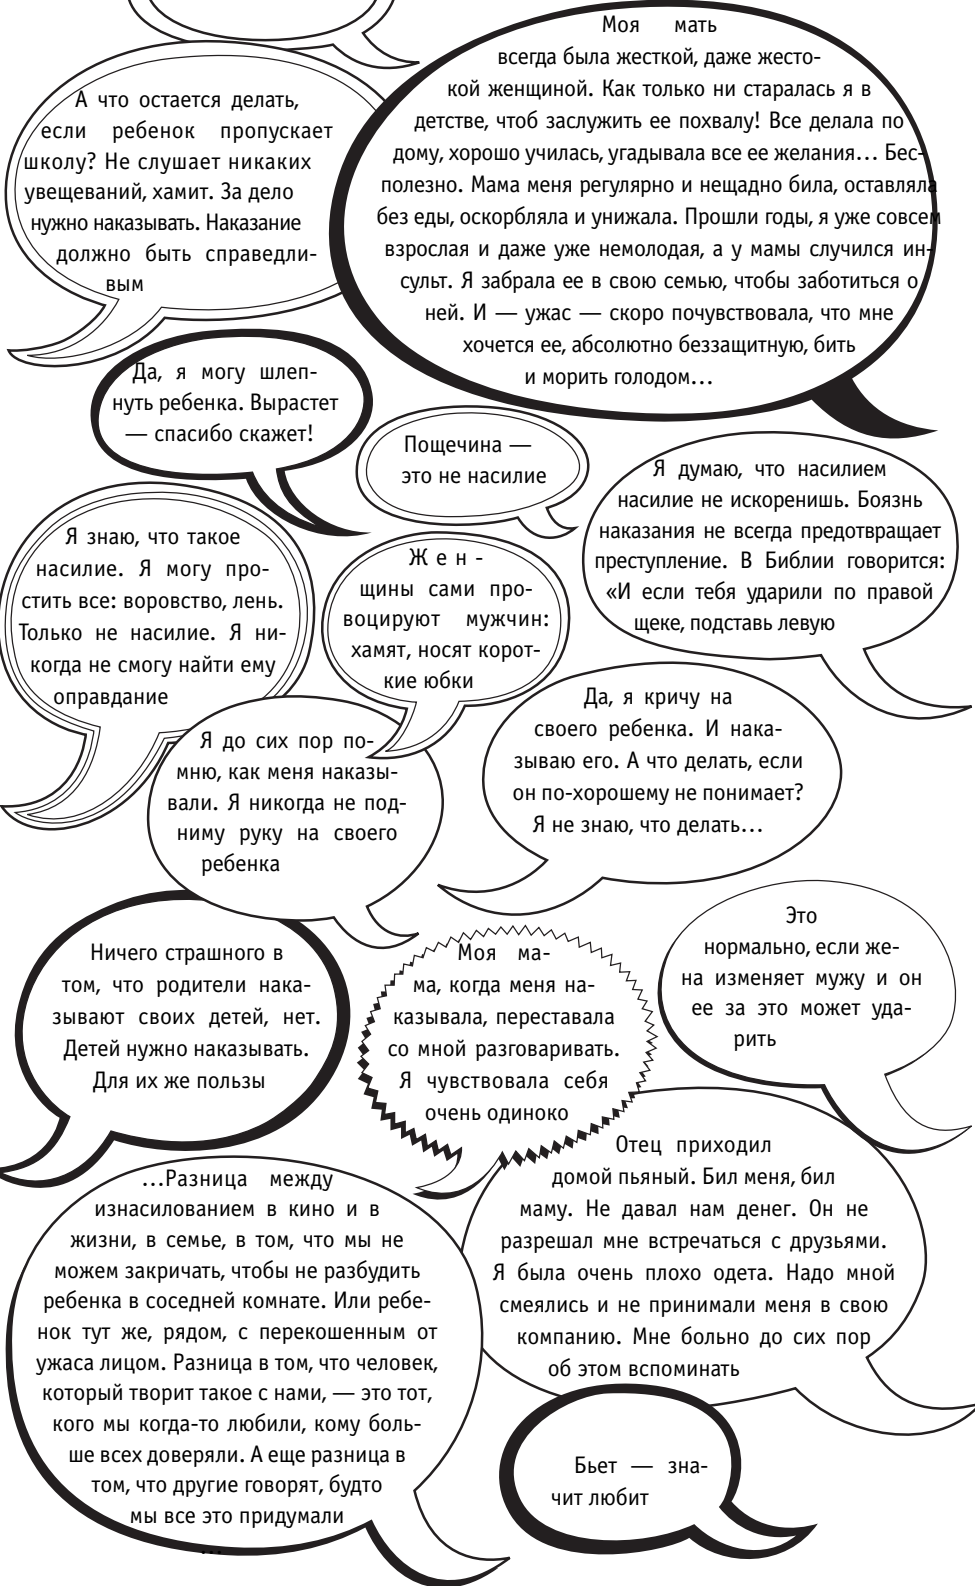 Моя мать
всегда была жесткой, даже жесто-
кой женщиной. Как только ни старалась я в
детстве, чтоб заслужить ее похвалу! Все делала по
дому, хорошо училась, угадывала все ее желания… Бес-
полезно. Мама меня регулярно и нещадно била, оставляла
без еды, оскорбляла и унижала. Прошли годы, я уже совсем
взрослая и даже уже немолодая, а у мамы случился ин-
сульт. Я забрала ее в свою семью, чтобы заботиться о
ней. И — ужас — скоро почувствовала, что мне
хочется ее, абсолютно беззащитную, бить
и морить голодом…
А что остается делать,
если ребенок пропускает
школу? Не слушает никаких
увещеваний, хамит. За дело
нужно наказывать. Наказание
должно быть справедли-
вым
Да, я могу шлеп-
нуть ребенка. Вырастет
— спасибо скажет!
Пощечина —
это не насилие
Я думаю, что насилием
насилие не искоренишь. Боязнь
наказания не всегда предотвращает
преступление. В Библии говорится:
«И если тебя ударили по правой
щеке, подставь левую
Я знаю, что такое
насилие. Я могу про-
стить все: воровство, лень.
Только не насилие. Я ни-
когда не смогу найти ему
оправдание
Жен-
щины сами про-
воцируют мужчин:
хамят, носят корот-
кие юбки
Да, я кричу на
своего ребенка. И нака-
зываю его. А что делать, если
он по-хорошему не понимает?
Я не знаю, что делать…
Я до сих пор по-
мню, как меня наказы-
вали. Я никогда не под-
ниму руку на своего
ребенка
Ничего страшного в
том, что родители нака-
зывают своих детей, нет.
Детей нужно наказывать.
Для их же пользы
Моя ма-
ма, когда меня на-
казывала, переставала
со мной разговаривать.
Я чувствовала себя
очень одиноко
Это
нормально, если же-
на изменяет мужу и он
ее за это может уда-
рить
Отец приходил
домой пьяный. Бил меня, бил
маму. Не давал нам денег. Он не
разрешал мне встречаться с друзьями.
Я была очень плохо одета. Надо мной
смеялись и не принимали меня в свою
компанию. Мне больно до сих пор
об этом вспоминать
…Разница между
изнасилованием в кино и в
жизни, в семье, в том, что мы не
можем закричать, чтобы не разбудить
ребенка в соседней комнате. Или ребе-
нок тут же, рядом, с перекошенным от
ужаса лицом. Разница в том, что человек,
который творит такое с нами, — это тот,
кого мы когда-то любили, кому боль-
ше всех доверяли. А еще разница в
том, что другие говорят, будто
мы все это придумали
…
Бьет — зна-
чит любит